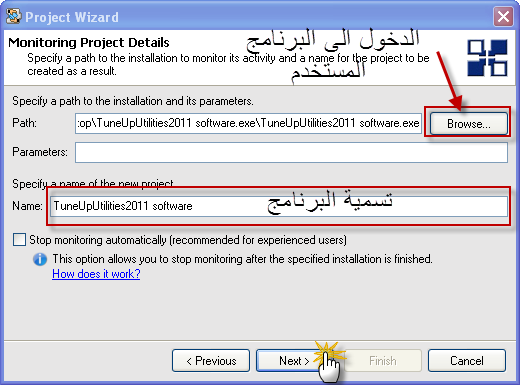 Project Wizard
Monitoring Project Details
Specify a path to the installation to monitor its activity and a name for the project to be
created as a result.
الدخول الى البرنامج
المستخدم
Specify a path to the installation and its parameters.
Path: :op\TuneUpUtilities2011 software.exe\TuneUpUtilities2011 software.exe Browse...
Parameters:
Specify a name of the new project
Name: TuneUpUtilities2011 software تسمية البرنامج
Stop monitoring automatically (recommended for experienced users)
This option allows you to stop monitoring after the specified installation is finished.
How does it work?
< Previous Next > Finish Cancel